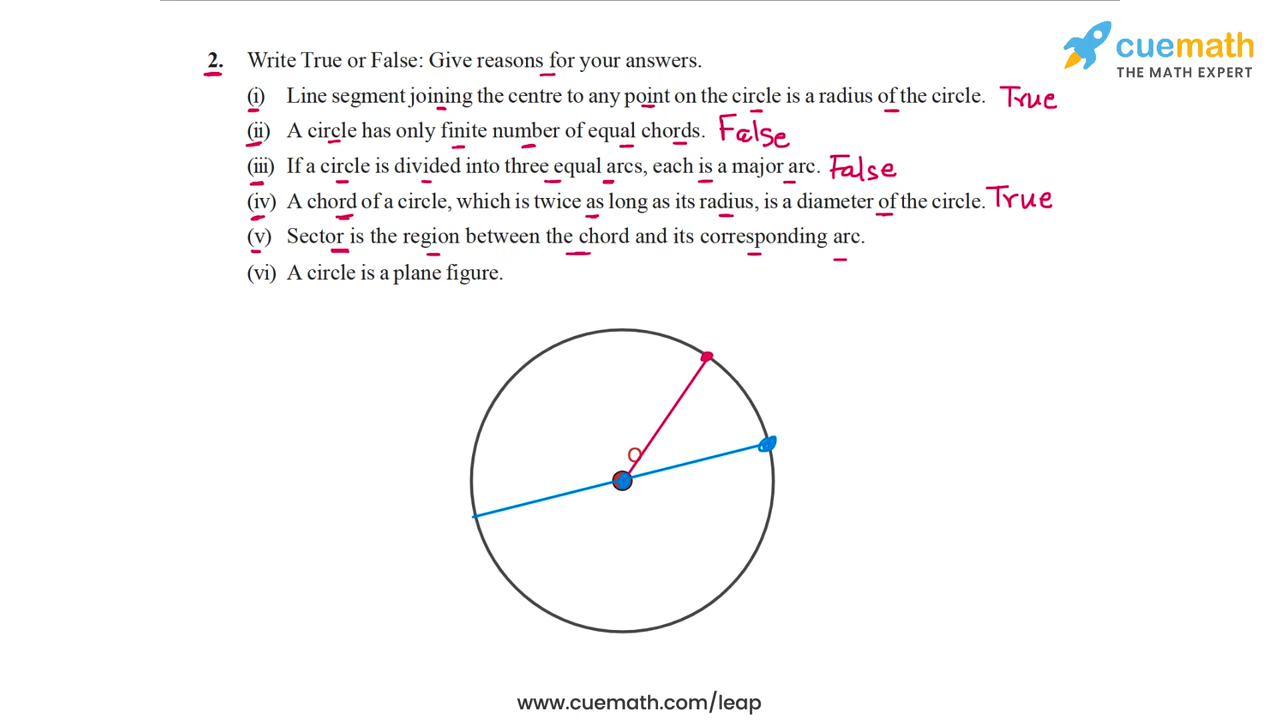 cuemath
THE MATH EXPERT
2. Write True or False: Give reasons for your answers.
(i) Line segment joining the centre to any point on the circle is a radius of the circle. True
(ii) A circle has only finite number of equal chords. False
(iii) If a circle is divided into three equal arcs, each is a major arc. False
(iv) A chord of a circle, which is twice as long as its radius, is a diameter of the circle. True
(v) Sector is the region between the chord and its corresponding arc.
(vi) A circle is a plane figure.
O
www.cuemath.com/leap